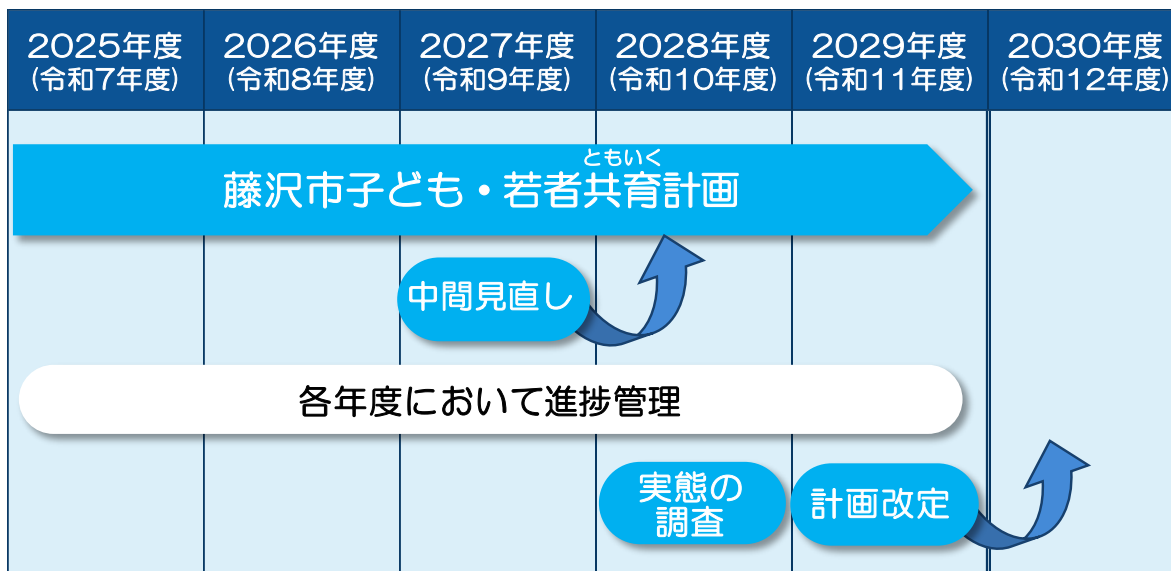 2025年度
(令和7年度)
2026年度
(令和8年度)
2027年度
(令和9年度)
2028年度
(令和10年度)
2029年度
(令和11年度)
2030年度
(令和12年度)
ともいく
藤沢市子ども・若者共育計画
中間見直し
各年度において進捗管理
実態の
調査
計画改定